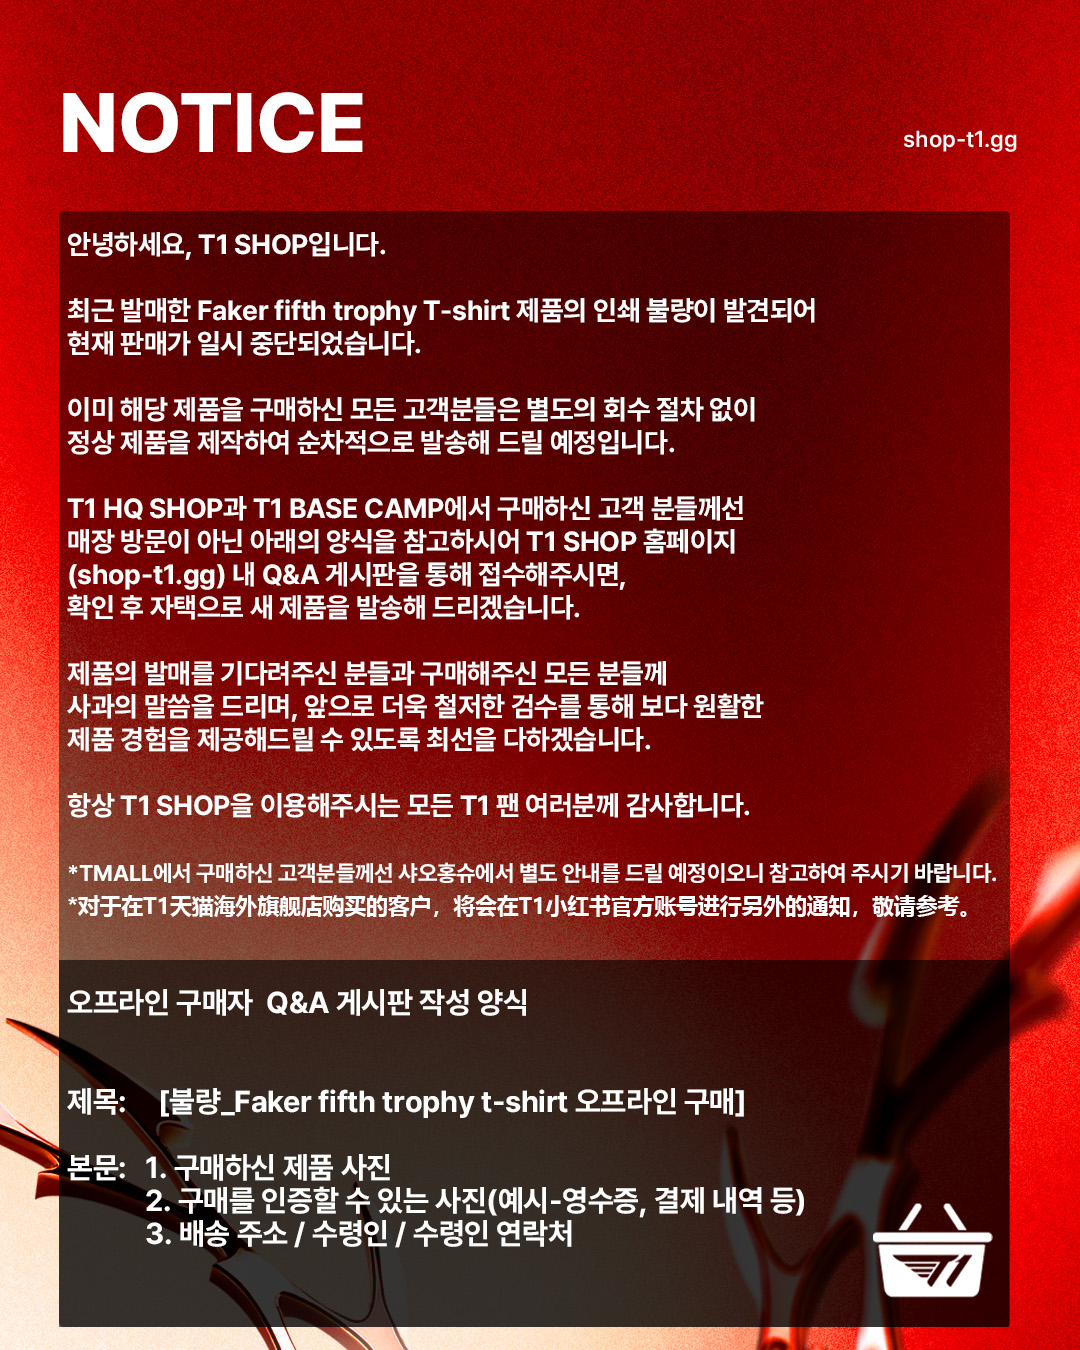 NOTICE
shop-t1.gg
안녕하세요, T1 SHOP입니다.
최근 발매한 Faker fifth trophy T-shirt 제품의 인쇄 불량이 발견되어
현재 판매가 일시 중단되었습니다.
이미 해당 제품을 구매하신 모든 고객분들은 별도의 회수 절차 없이
정상 제품을 제작하여 순차적으로 발송해 드릴 예정입니다.
T1 HQ SHOP과 T1 BASE CAMP에서 구매하신 고객 분들께선
매장 방문이 아닌 아래의 양식을 참고하시어 T1 SHOP 홈페이지
(shop-t1.gg) 내 Q&A 게시판을 통해 접수해주시면,
확인 후 자택으로 새 제품을 발송해 드리겠습니다.
제품의 발매를 기다려주신 분들과 구매해주신 모든 분들께
사과의 말씀을 드리며, 앞으로 더욱 철저한 검수를 통해 보다 원활한
제품 경험을 제공해드릴 수 있도록 최선을 다하겠습니다.
항상 T1 SHOP을 이용해주시는 모든 T1 팬 여러분께 감사합니다.
*TMALL에서 구매하신 고객분들께선 샤오홍슈에서 별도 안내를 드릴 예정이오니 참고하여 주시기 바랍니다.
*对于在T1天猫海外旗舰店购买的客户，将会在T1小红书官方账号进行另外的通知，敬请参考。
오프라인 구매자 Q&A 게시판 작성 양식
제목: [불량_Faker fifth trophy t-shirt 오프라인 구매]
본문: 1. 구매하신 제품 사진
2. 구매를 인증할 수 있는 사진(예시-영수증, 결제 내역 등)
3. 배송 주소 / 수령인 / 수령인 연락처
T1